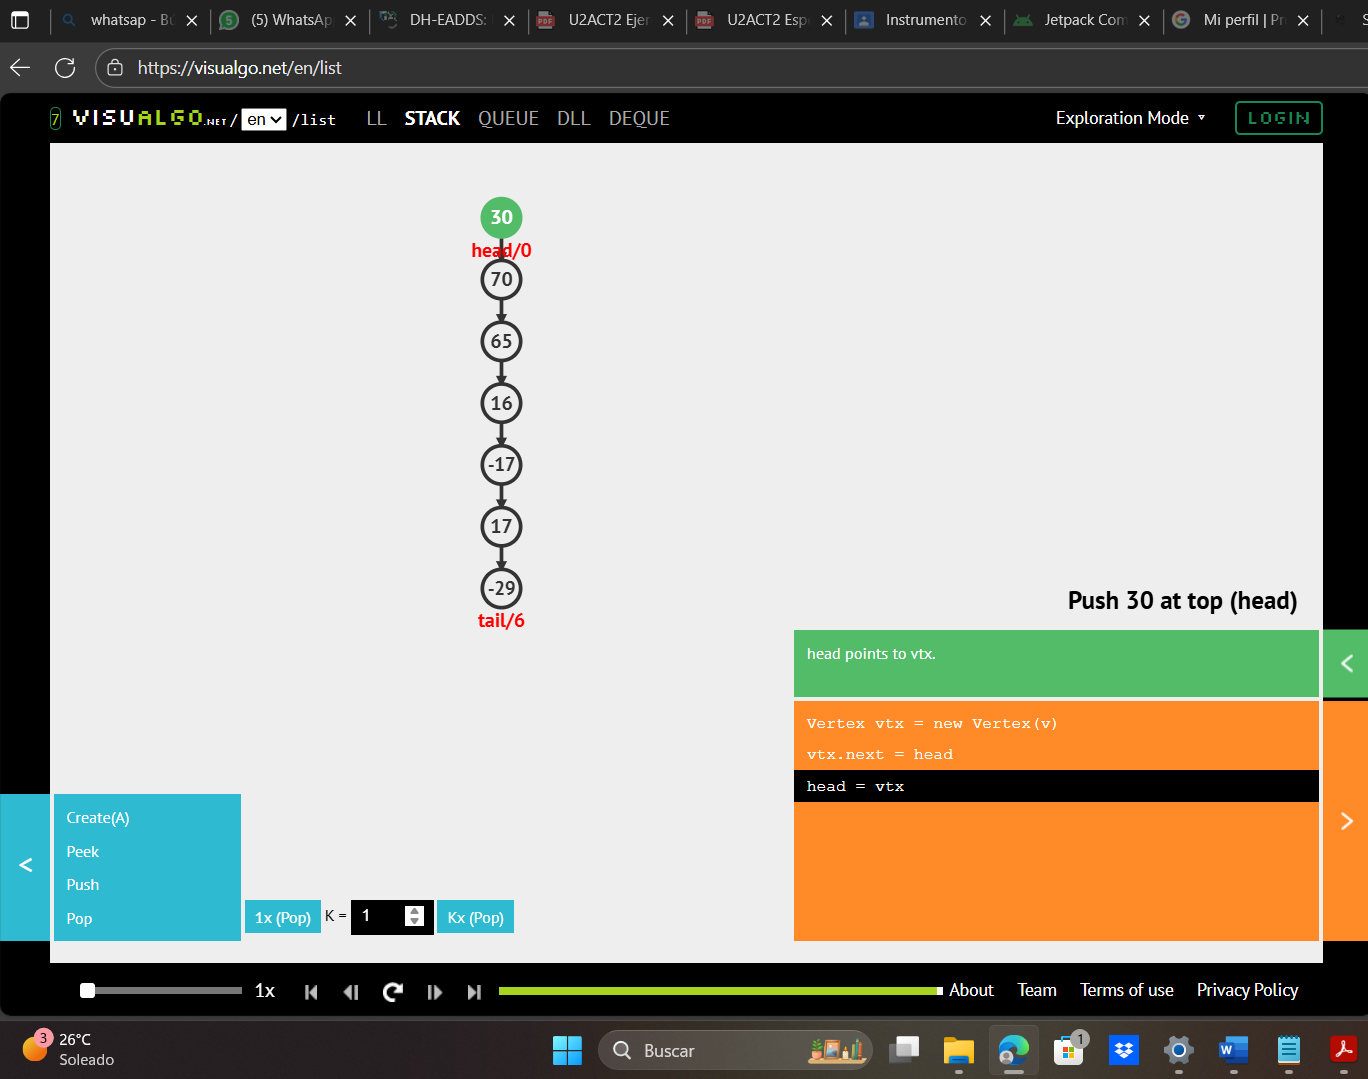 whatsap - Bú
(5) WhatsAp
DH-EADDS:
U2ACT2 Ejer
U2ACT2 Esp
Instrumento
Jetpack Com
Mi perfil | Pr
https://visualgo.net/en/list
7 VISUALGO.NET / en /list LL STACK QUEUE DLL DEQUE Exploration Mode LOGIN
30
head/0
70
65
16
-17
17
-29
tail/6
Push 30 at top (head)
head points to vtx.
Vertex vtx = new Vertex(v)
vtx.next = head
head = vtx
Create(A)
Peek
Push
Pop
1x (Pop) K = 1 Kx (Pop)
1x
About Team Terms of use Privacy Policy
3
26°C
Soleado
Buscar
1